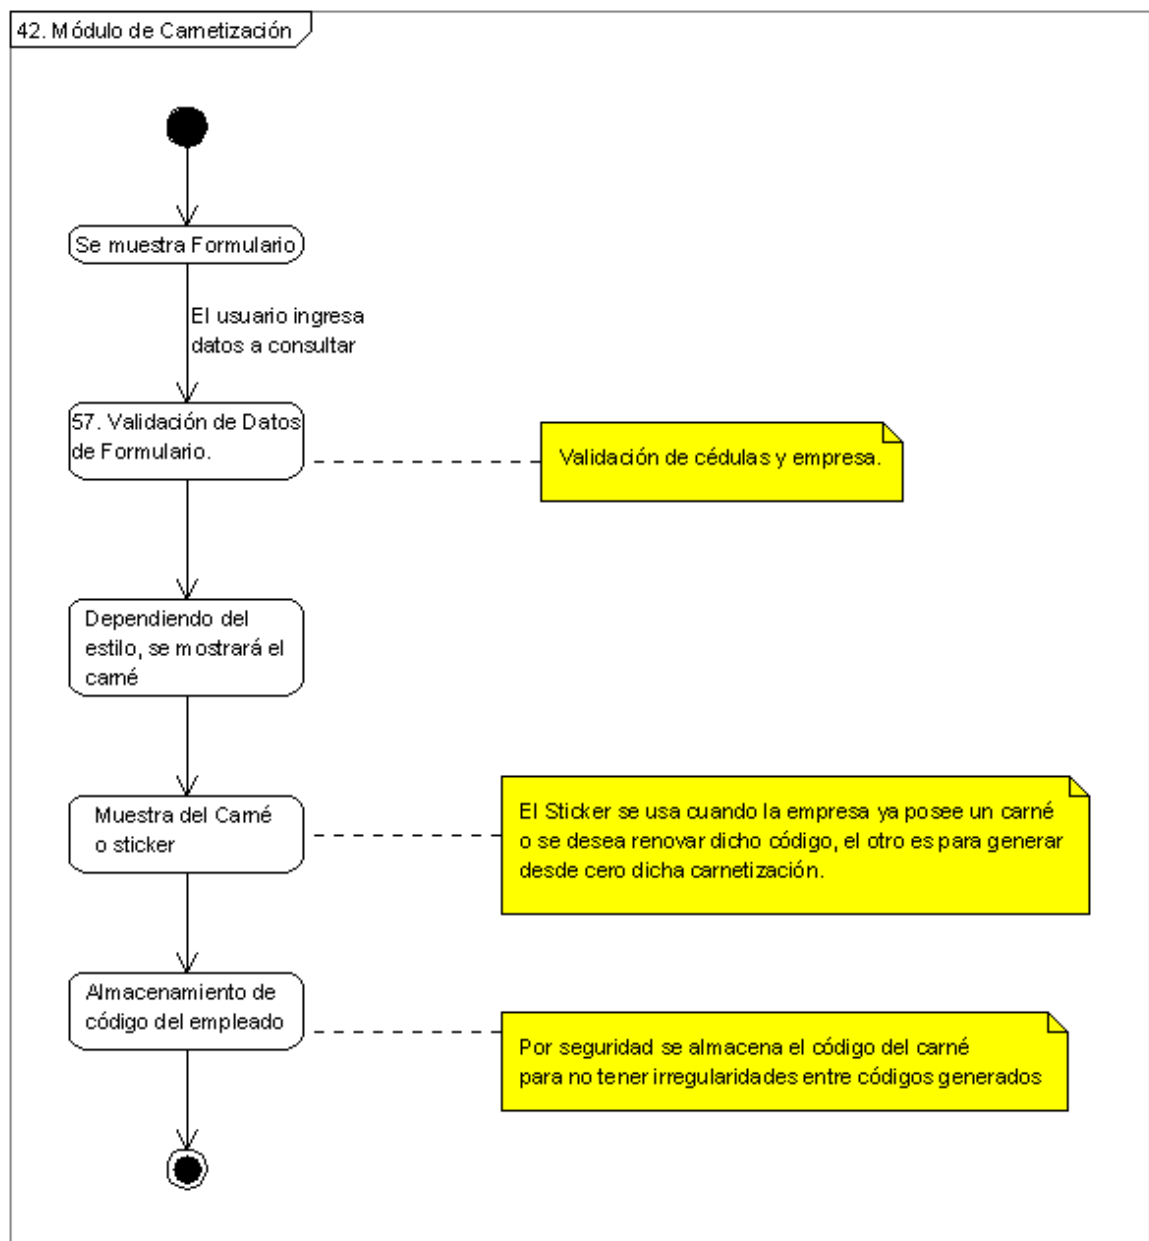 42. Módulo de Carnetización
Se muestra Formulario
El usuario ingresa
datos a consultar
57. Validación de Datos
de Formulario.
Validación de cédulas y empresa.
Dependiendo del
estilo, se mostrará el
carné
Muestra del Carné
o sticker
El Sticker se usa cuando la empresa ya posee un carné
o se desea renovar dicho código, el otro es para generar
desde cero dicha carnetización.
Almacenamiento de
código del empleado
Por seguridad se almacena el código del carné
para no tener irregularidades entre códigos generados